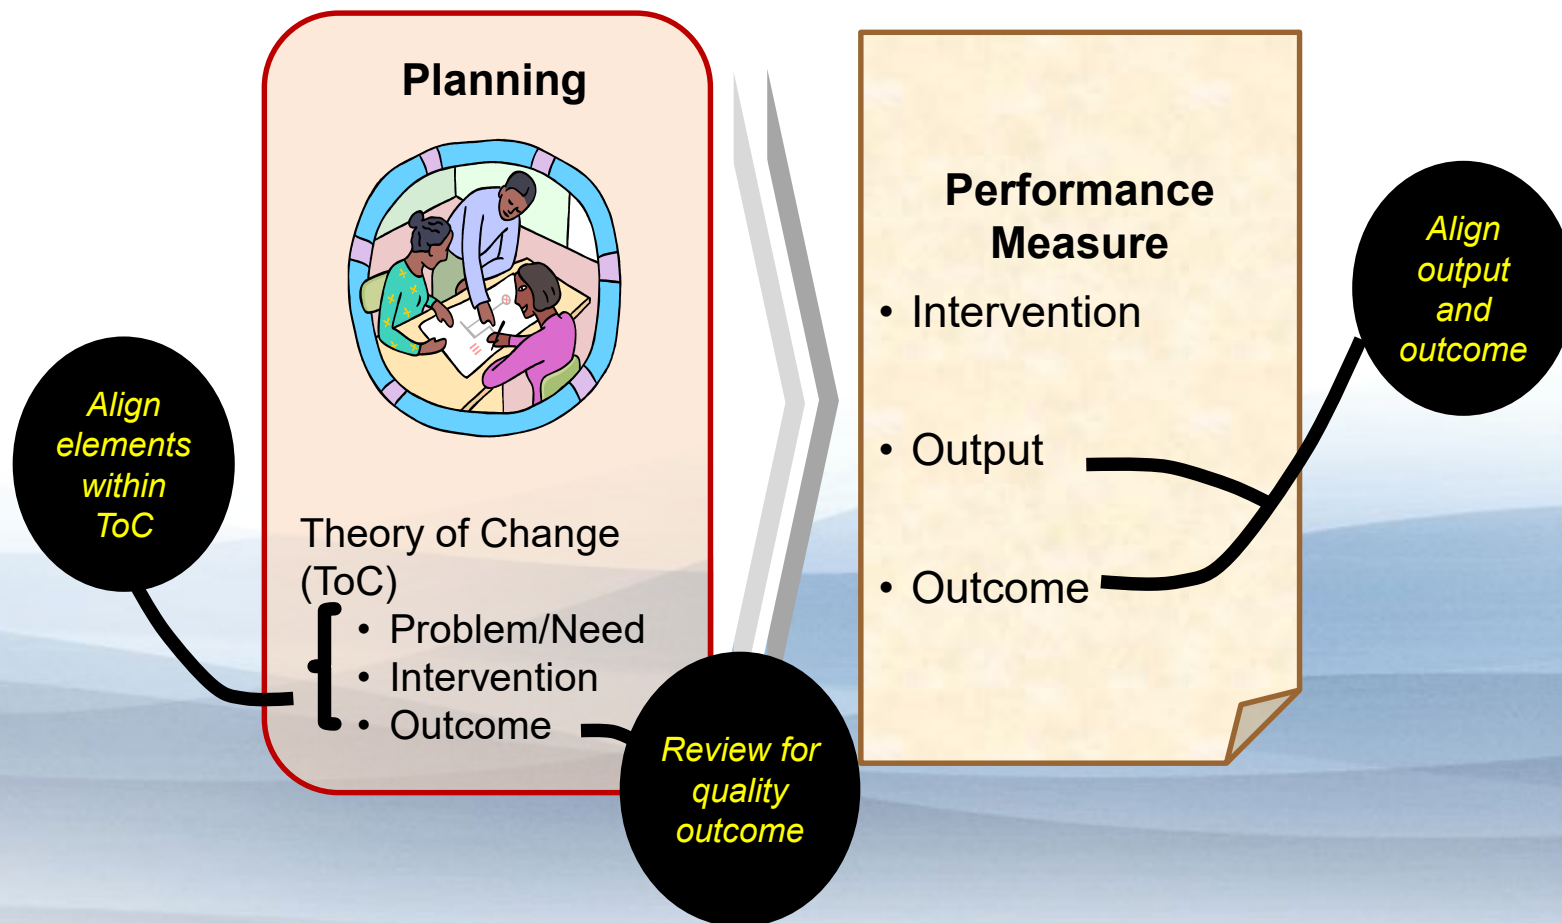 Planning
Align
elements
within
ToC
Theory of Change
(ToC)
• Problem/Need
• Intervention
• Outcome
Review for
quality
outcome
Performance
Measure
• Intervention
• Output
• Outcome
Align
output
and
outcome